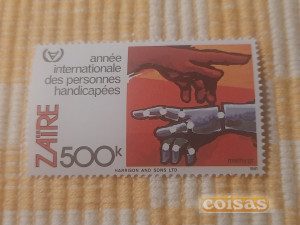 année
internationale
des personnes
handicapées
ZAÏRE
500K
HARRISON AND SONS LTD
coisas